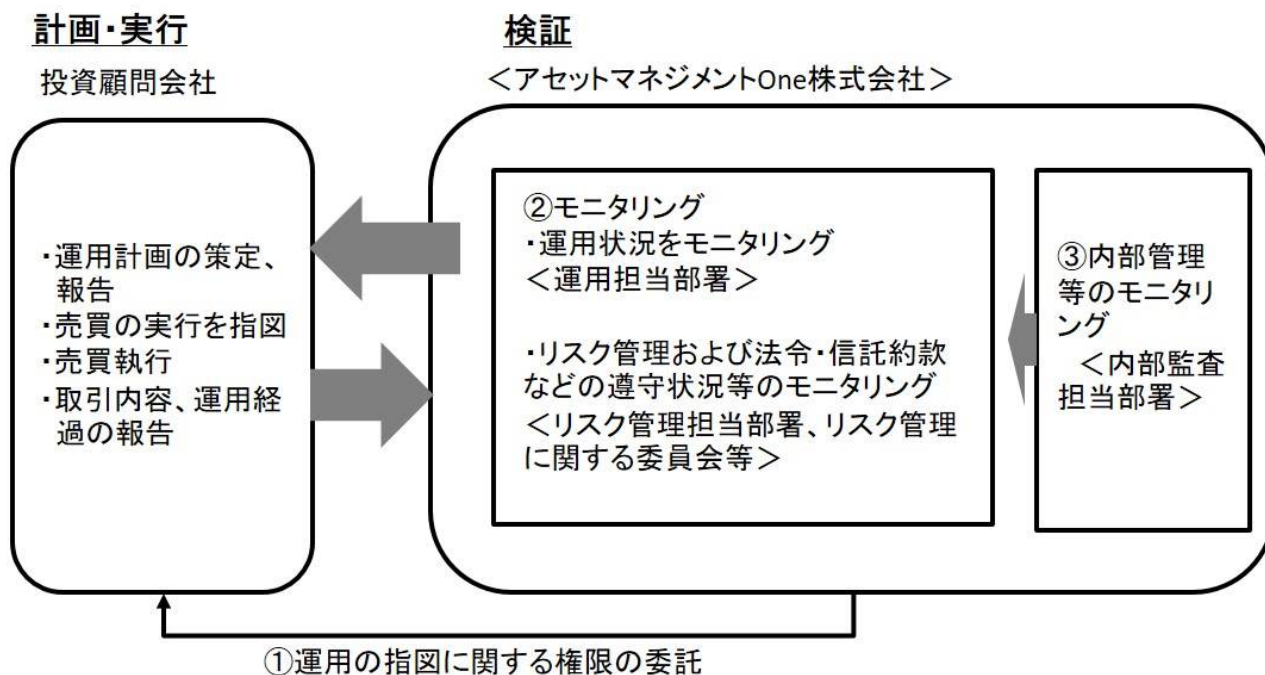 計画・実行
投資顧問会社
・運用計画の策定、
報告
・売買の実行を指図
・売買執行
・取引内容、運用経
過の報告
検証
＜アセットマネジメントOne株式会社＞
②モニタリング
・運用状況をモニタリング
＜運用担当部署＞
・リスク管理および法令・信託約款
などの遵守状況等のモニタリング
＜リスク管理担当部署、リスク管理
に関する委員会等＞
③内部管理
等のモニタリ
ング
＜内部監査
担当部署＞
①運用の指図に関する権限の委託